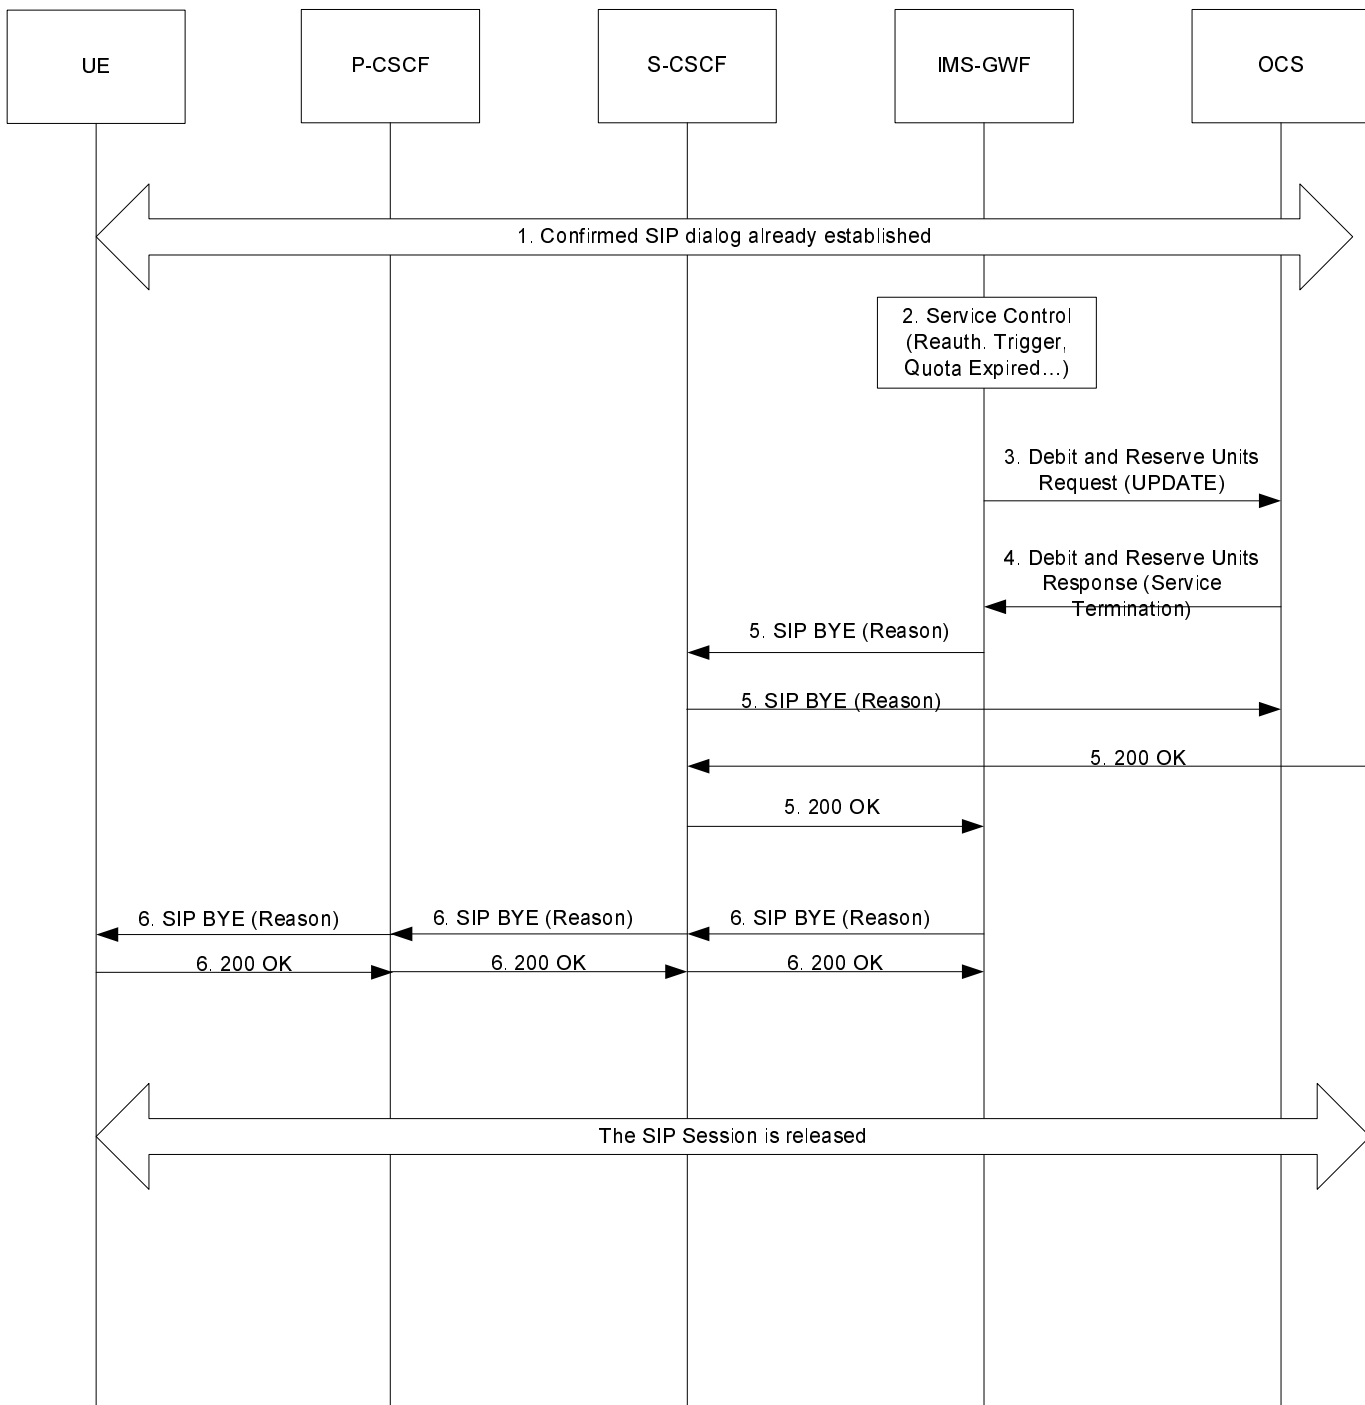 UE
P-CSCF
S-CSCF
IMS-GWF
OCS
1. Confirmed SIP dialog already established
2. Service Control
(Reauth. Trigger,
Quota Expired...)
3. Debit and Reserve Units
Request (UPDATE)
4. Debit and Reserve Units
Response (Service
Termination)
5. SIP BYE (Reason)
5. SIP BYE (Reason)
5. 200 OK
5. 200 OK
6. SIP BYE (Reason)
6. SIP BYE (Reason)
6. SIP BYE (Reason)
6. 200 OK
6. 200 OK
6. 200 OK
The SIP Session is released